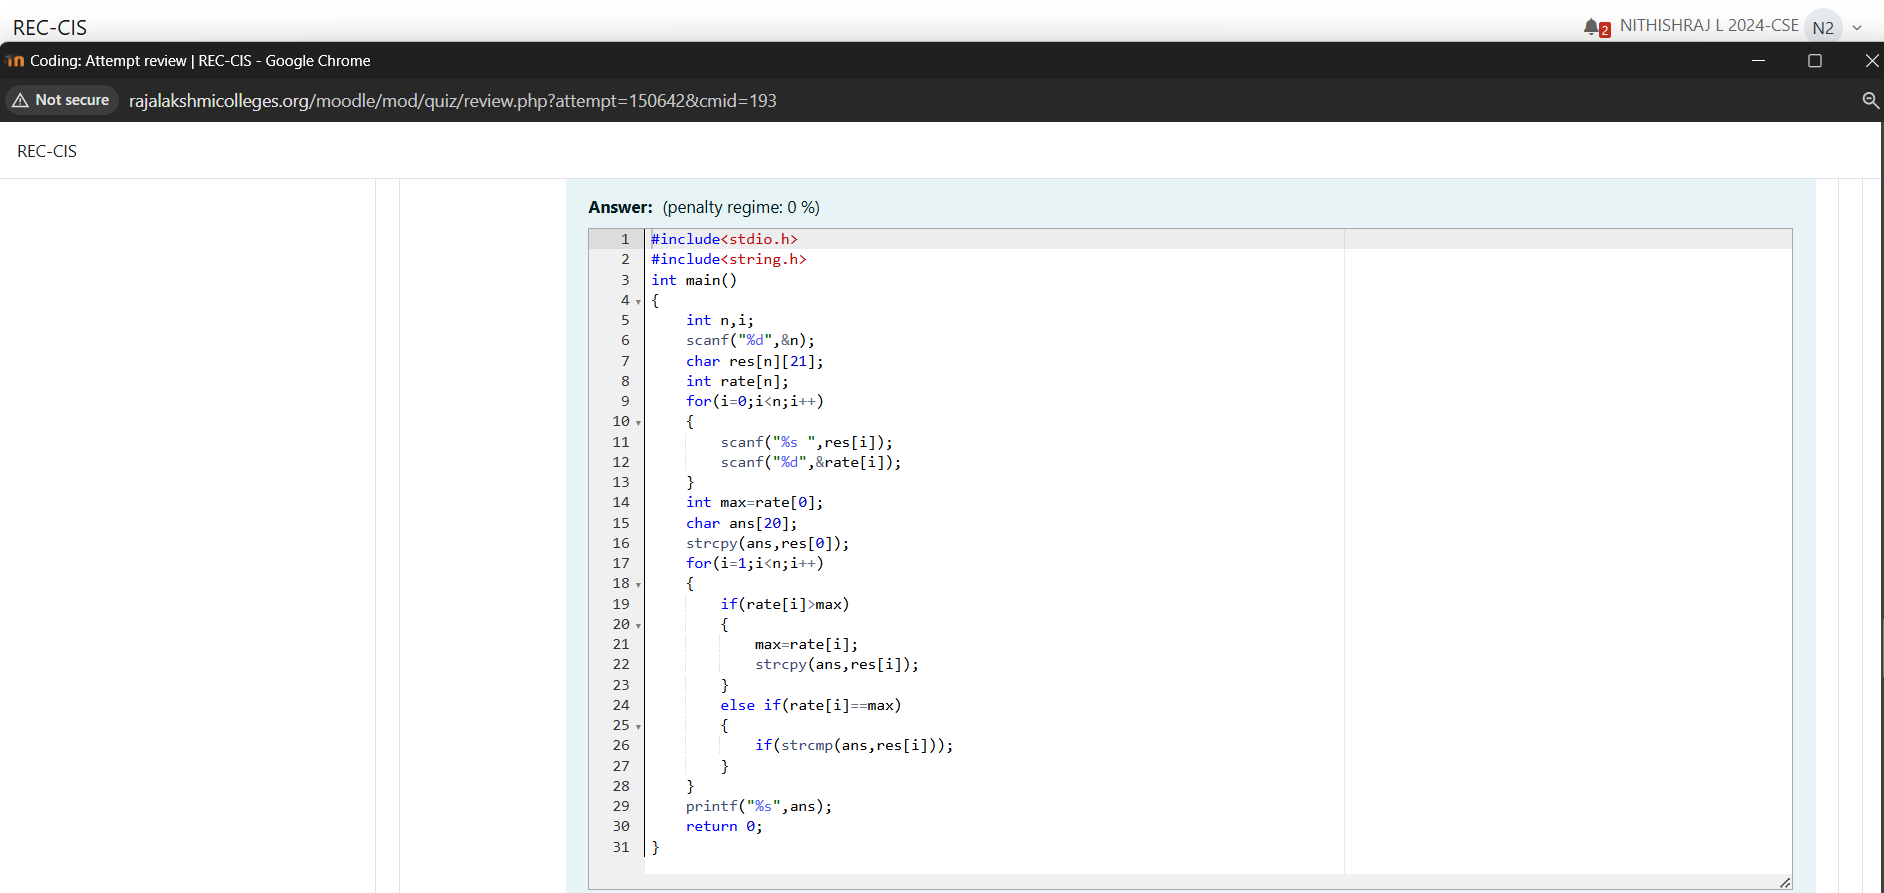 REC-CIS
2 NITHISHRAJ L 2024-CSE N2
Coding: Attempt review | REC-CIS - Google Chrome
Not secure rajalakshmicolleges.org/moodle/mod/quiz/review.php?attempt=150642&cmid=193
REC-CIS
Answer: (penalty regime: 0 %)
1 #include<stdio.h>
2 #include<string.h>
3 int main()
4 {
5 int n,i;
6 scanf("%d",&n);
7 char res[n][21];
8 int rate[n];
9 for(i=0;i<n;i++)
10 {
11 scanf("%s ",res[i]);
12 scanf("%d",&rate[i]);
13 }
14 int max=rate[0];
15 char ans[20];
16 strcpy(ans,res[0]);
17 for(i=1;i<n;i++)
18 {
19 if(rate[i]>max)
20 {
21 max=rate[i];
22 strcpy(ans,res[i]);
23 }
24 else if(rate[i]==max)
25 {
26 if(strcmp(ans,res[i]));
27 }
28 }
29 printf("%s",ans);
30 return 0;
31 }